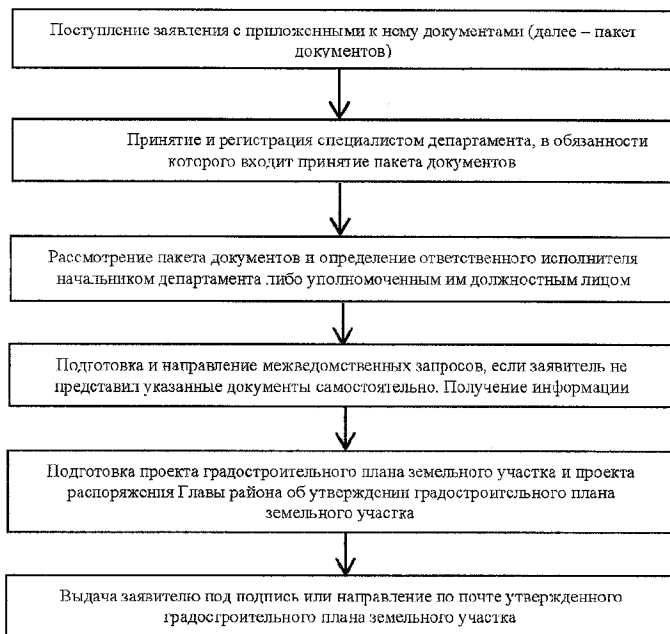 Поступление заявления с приложенными к нему документами (далее – пакет
документов)
Принятие и регистрация специалистом департамента, в обязанности
которого входит принятие пакета документов
Рассмотрение пакета документов и определение ответственного исполнителя
начальником департамента либо уполномоченным им должностным лицом
Подготовка и направление межведомственных запросов, если заявитель не
представил указанные документы самостоятельно. Получение информации
Подготовка проекта градостроительного плана земельного участка и проекта
распоряжения Главы района об утверждении градостроительного плана
земельного участка
Выдача заявителю под подпись или направление по почте утвержденного
градостроительного плана земельного участка